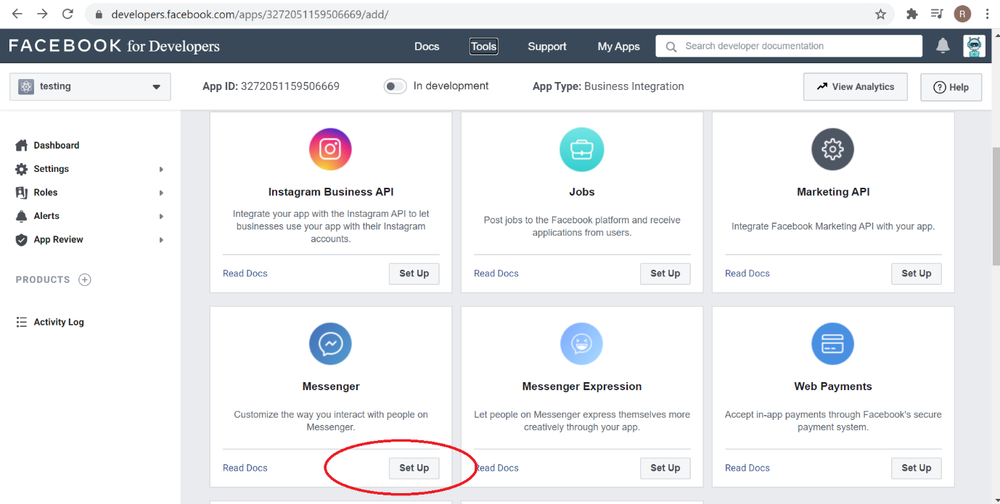 developers.facebook.com/apps/3272051159506669/add/
R
FACEBOOK for Developers
Docs
Tools
Support
My Apps
Search developer documentation
testing
App ID: 3272051159506669
In development
App Type: Business Integration
View Analytics
? Help
Dashboard
Settings
Roles
Alerts
App Review
PRODUCTS
Activity Log
Instagram Business API
Integrate your app with the Instagram API to let
businesses use your app with their Instagram
accounts.
Read Docs
Set Up
Jobs
Post jobs to the Facebook platform and receive
applications from users.
Read Docs
Set Up
Marketing API
Integrate Facebook Marketing API with your app.
Read Docs
Set Up
Messenger
Customize the way you interact with people on
Messenger.
Read Docs
Set Up
Messenger Expression
Let people on Messenger express themselves more
creatively through your app.
Read Docs
Set Up
Web Payments
Accept in-app payments through Facebook's secure
payment system.
Read Docs
Set Up